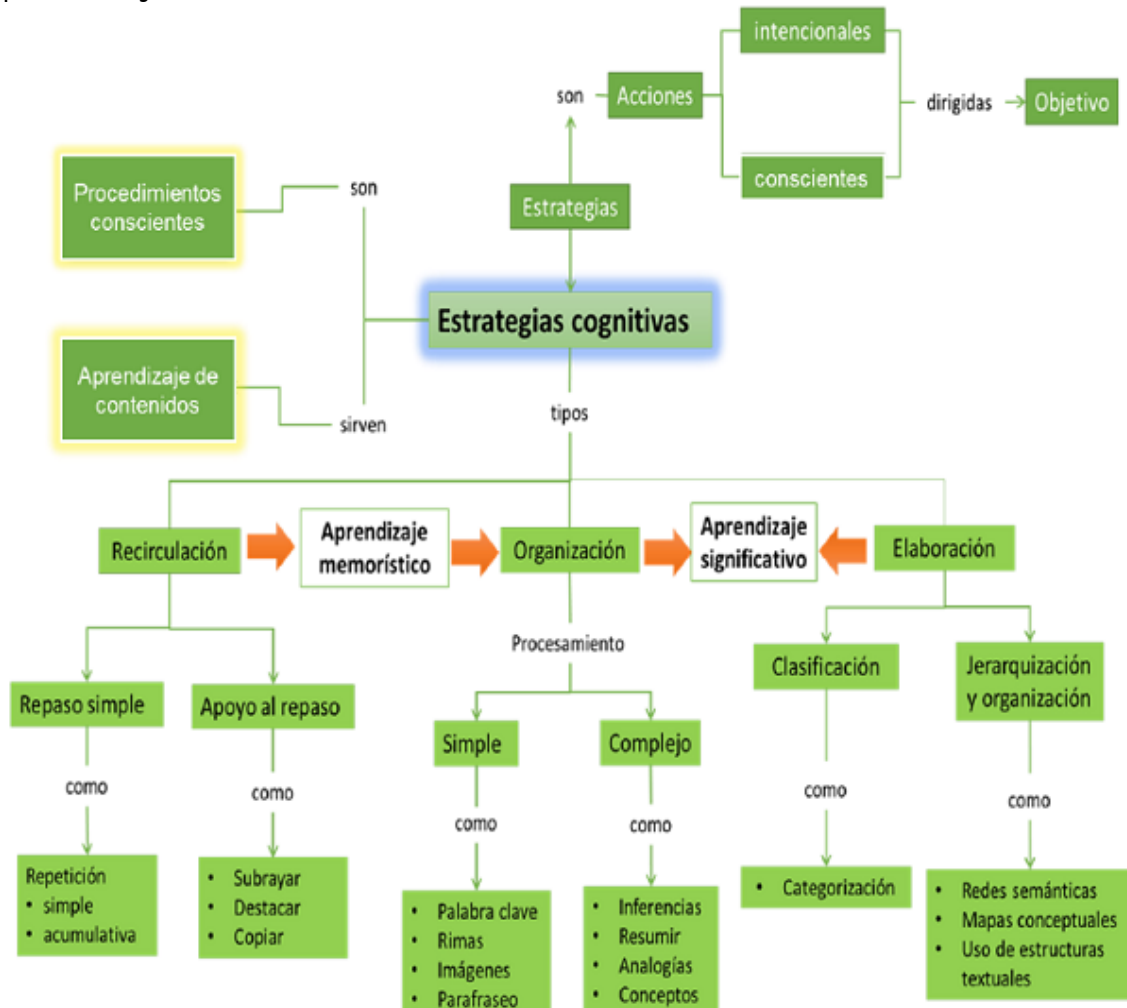 intencionales
son
Acciones
dirigidas
Objetivo
conscientes
Procedimientos
conscientes
son
Estrategias
Estrategias cognitivas
Aprendizaje de
contenidos
sirven
tipos
Recirculación
Aprendizaje
memorístico
Organización
Aprendizaje
significativo
Elaboración
Procesamiento
Repaso simple
Apoyo al repaso
Simple
Complejo
Clasificación
Jerarquización
y organización
como
como
como
como
como
como
Repetición
• simple
• acumulativa
• Subrayar
• Destacar
• Copiar
• Palabra clave
• Rimas
• Imágenes
• Parafraseo
• Inferencias
• Resumir
• Analogías
• Conceptos
• Categorización
• Redes semánticas
• Mapas conceptuales
• Uso de estructuras
textuales